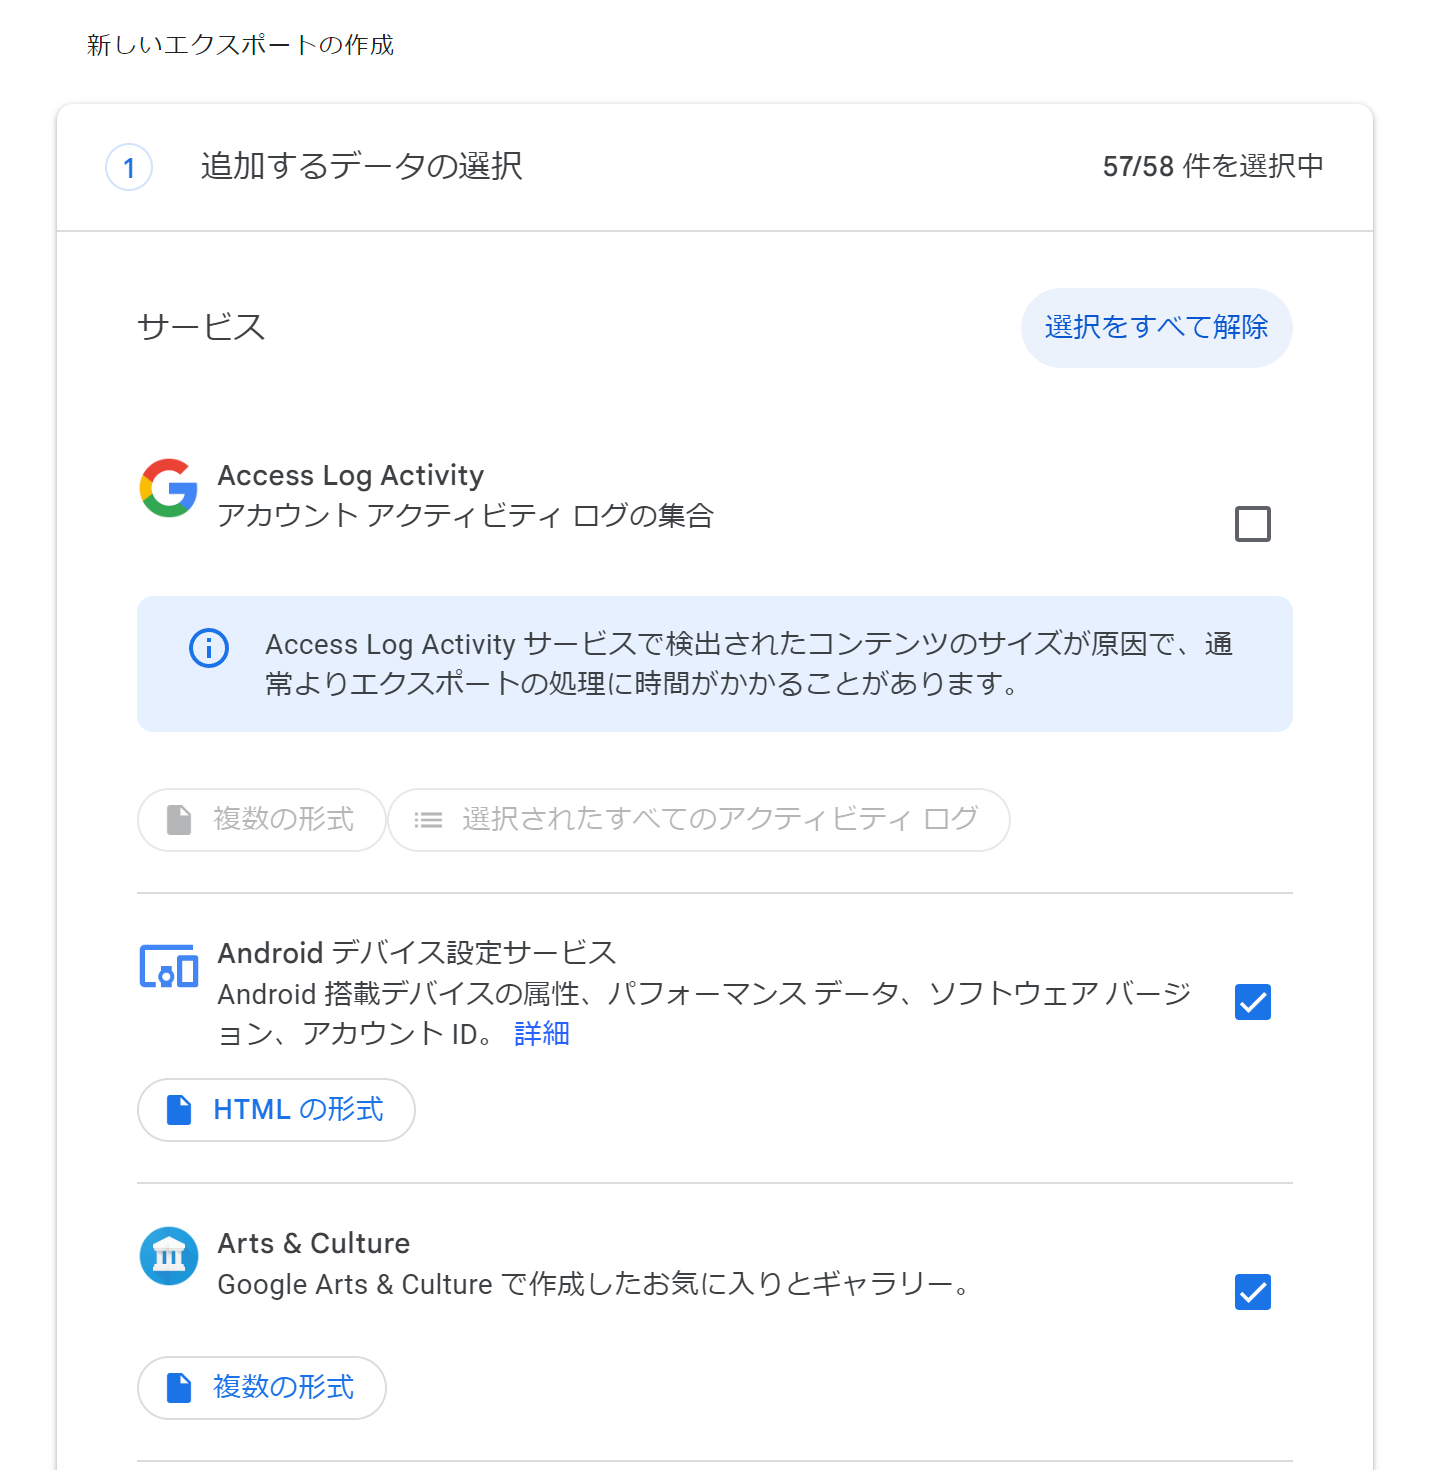 新しいエクスポートの作成
1 追加するデータの選択 57/58 件を選択中
サービス 選択をすべて解除
Access Log Activity
アカウント アクティビティ ログの集合
Access Log Activity サービスで検出されたコンテンツのサイズが原因で、通
常よりエクスポートの処理に時間がかかることがあります。
複数の形式 選択されたすべてのアクティビティ ログ
Android デバイス設定サービス
Android 搭載デバイスの属性、パフォーマンス データ、ソフトウェア バージ
ョン、アカウント ID。 詳細
HTML の形式
Arts & Culture
Google Arts & Culture で作成したお気に入りとギャラリー。
複数の形式